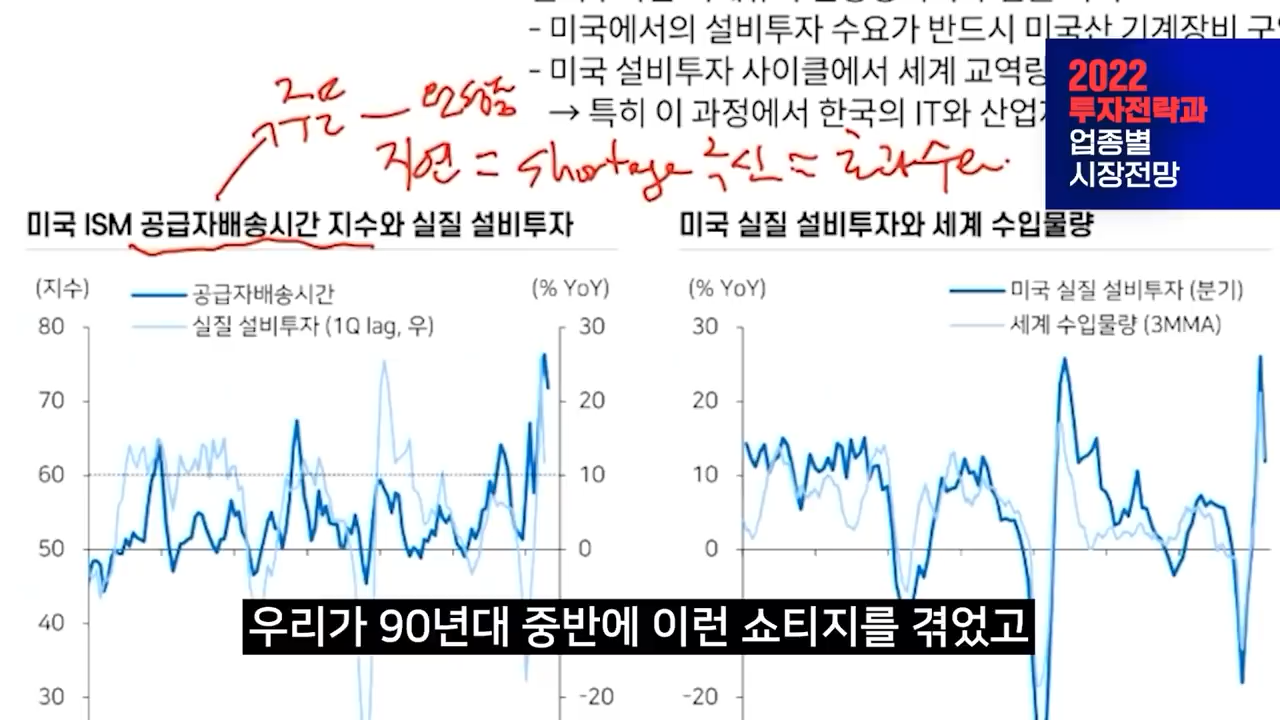 - 미국에서의 설비투자 수요가 반드시 미국산 기계장비 구
- 미국 설비투자 사이클에서 세계 교역량
→ 특히 이 과정에서 한국의 IT와 산업
2022
투자전략과
업종별
시장전망
주문
지연 = shortage 극심 = 초과수요.
미국 ISM 공급자배송시간 지수와 실질 설비투자
(지수)
공급자배송시간
실질 설비투자 (1Q lag, 우)
(% YoY)
80
70
60
50
40
30
30
20
10
0
-20
미국 실질 설비투자와 세계 수입물량
(% YoY)
미국 실질 설비투자 (분기)
세계 수입물량 (3MMA)
30
20
10
0
-20
우리가 90년대 중반에 이런 쇼티지를 겪었고